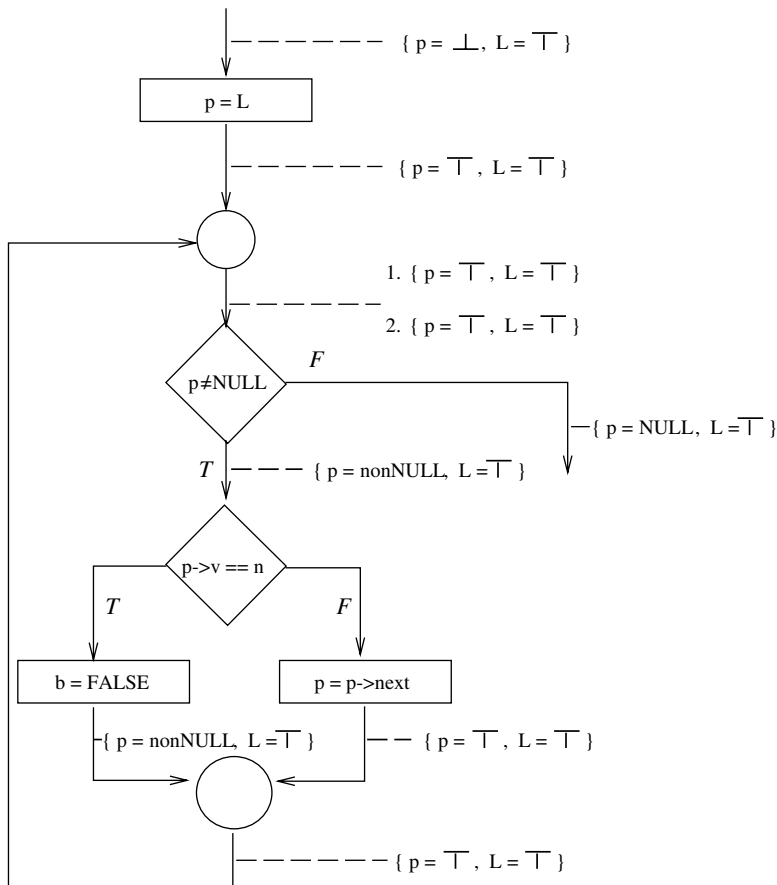 { p = ⊥, L = ⊤ }
p = L
{ p = ⊤, L = ⊤ }
1. { p = ⊤, L = ⊤ }
2. { p = ⊤, L = ⊤ }
p≠NULL
F
{ p = NULL, L = ⊤ }
T
{ p = nonNULL, L = ⊤ }
p->v == n
T
F
b = FALSE
p = p->next
{ p = nonNULL, L = ⊤ }
{ p = ⊤, L = ⊤ }
{ p = ⊤, L = ⊤ }